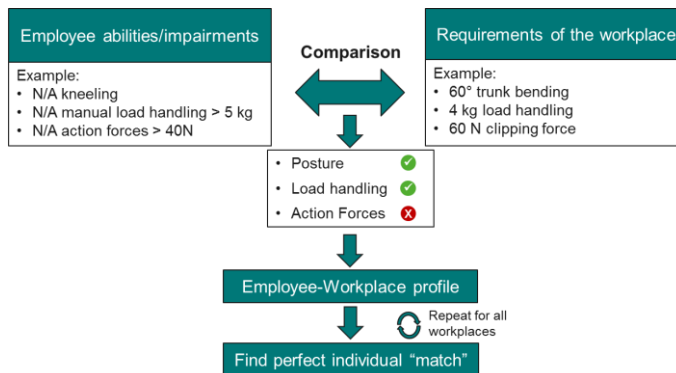 Employee abilities/impairments
Example:
• N/A kneeling
• N/A manual load handling > 5 kg
• N/A action forces > 40N
Comparison
Requirements of the workplace
Example:
• 60° trunk bending
• 4 kg load handling
• 60 N clipping force
• Posture
• Load handling
• Action Forces X
Employee-Workplace profile
Repeat for all
workplaces
Find perfect individual “match”